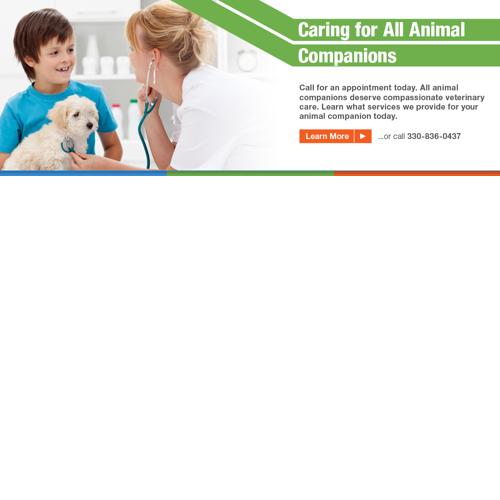 Caring for All Animal
Companions
Call for an appointment today. All animal
companions deserve compassionate veterinary
care. Learn what services we provide for your
animal companion today.
Learn More
...or call 330-836-0437